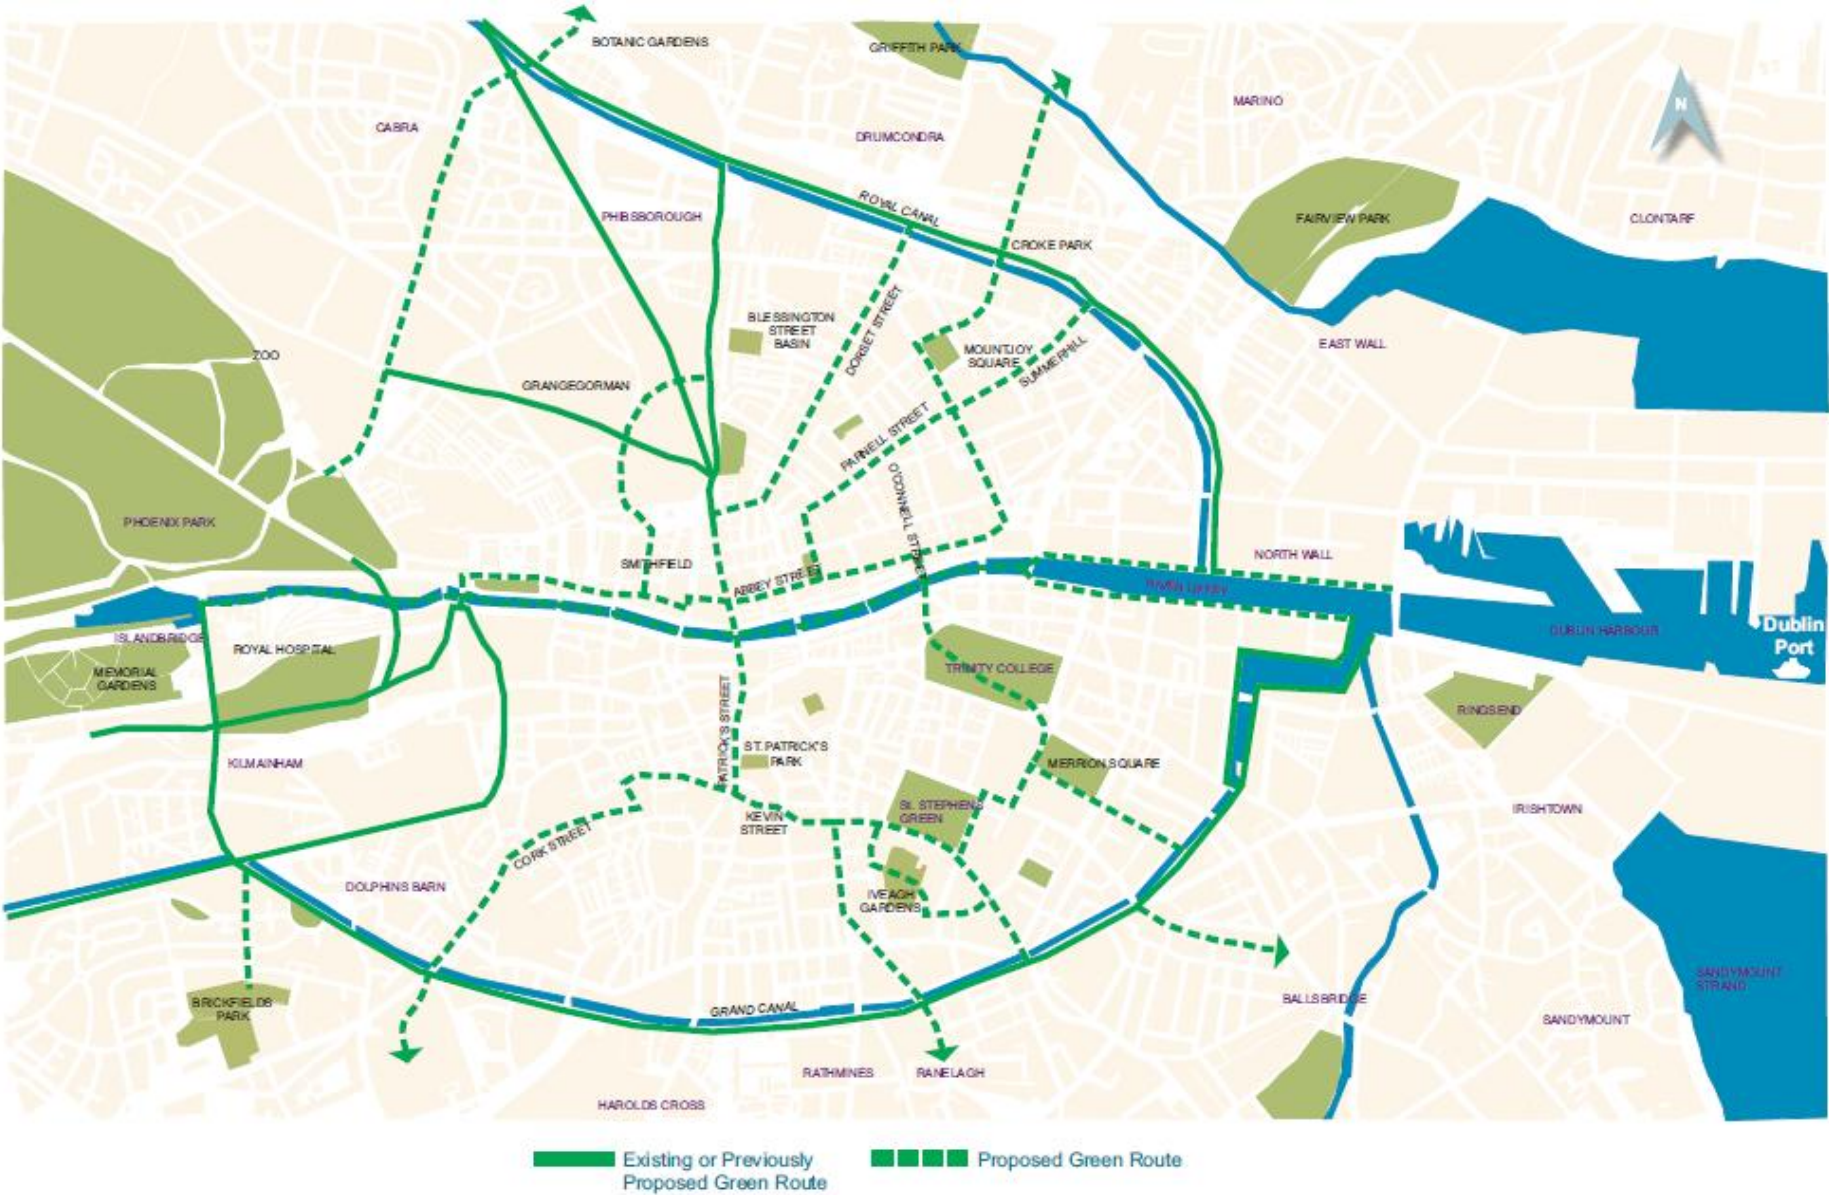 BOTANIC GARDENS
GRIFFITH PARK
N
MARINO
CABRA
DRUMCONDRA
PHIBSBOROUGH
ROYAL CANAL
FAIRVIEW PARK
CLONTARF
CROKE PARK
BLESSINGTON
STREET
BASIN
DORSET STREET
ZOO
MOUNTJOY
SQUARE
SUMMERHILL
EAST WALL
GRANGEGORMAN
PARNELL STREET
O'CONNELL STREET
PHOENIX PARK
SMITHFIELD
ABBEY STREET
NORTH WALL
RIVER LIFFEY
ISLANDBRIDGE
ROYAL HOSPITAL
DUBLIN HARBOUR
Dublin
Port
MEMORIAL
GARDENS
TRINITY COLLEGE
RINGSEND
PATRICK'S STREET
ST. PATRICK'S
PARK
KILMAINHAM
MERRION SQUARE
ST. STEPHENS
GREEN
IRISHTOWN
KEVIN
STREET
CORK STREET
DOLPHINS BARN
IVEAGH
GARDENS
BRICKFIELDS
PARK
GRAND CANAL
BALLSBRIDGE
SANDYMOUNT
STRAND
SANDYMOUNT
RATHMINES
RANELAGH
HAROLDS CROSS
Existing or Previously
Proposed Green Route
Proposed Green Route